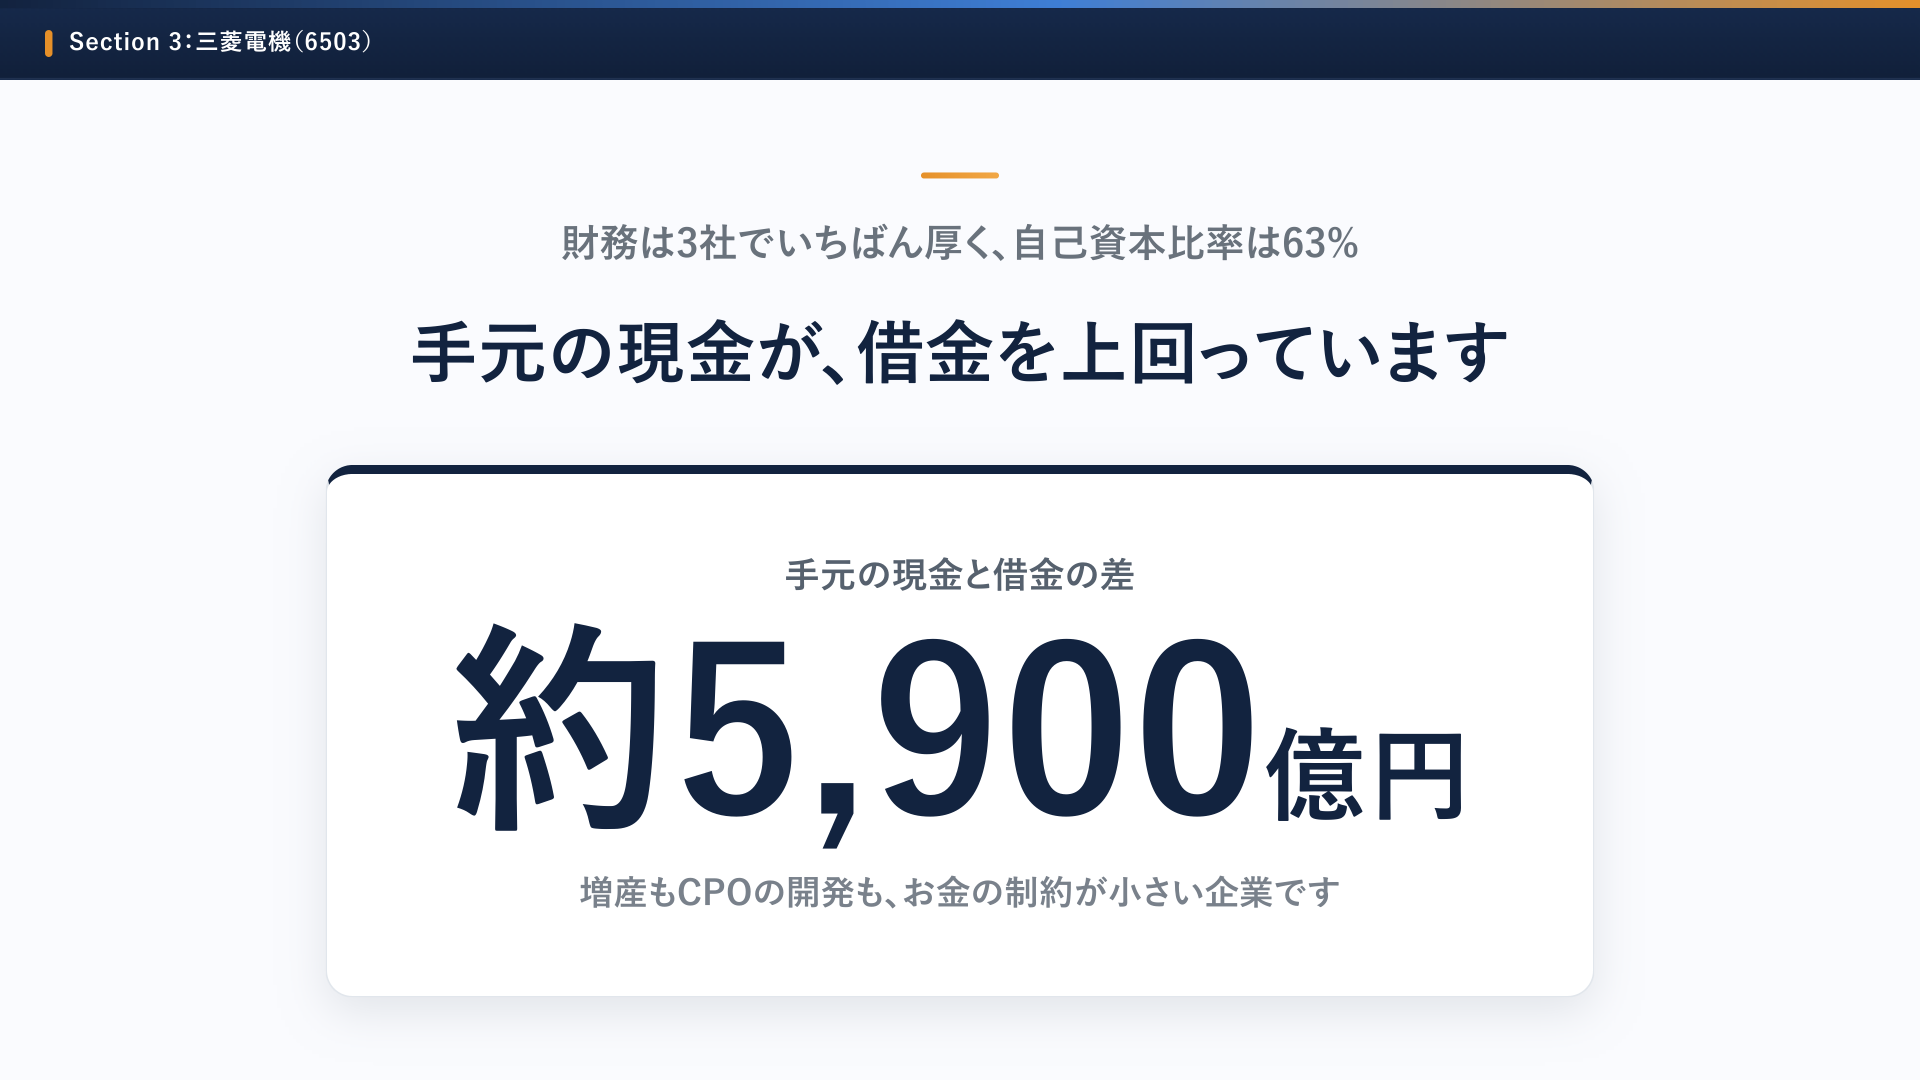 Section 3：三菱電機（6503）
財務は3社でいちばん厚く、自己資本比率は63%
手元の現金が、借金を上回っています
手元の現金と借金の差
約5,900億円
増産もCPOの開発も、お金の制約が小さい企業です